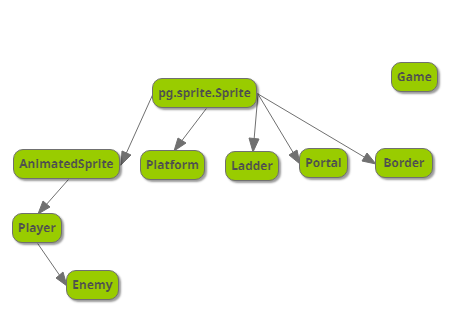 Game
pg.sprite.Sprite
AnimatedSprite
Platform
Ladder
Portal
Border
Player
Enemy